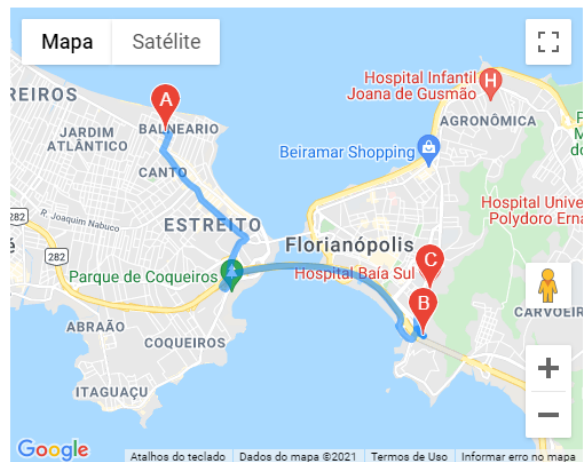 Mapa Satélite
Hospital Infantil
Joana de Gusmão
REIROS
A
BALNEARIO
JARDIM
ATLÂNTICO
AGRONÔMICA
Beiramar Shopping
CANTO
R. Joaquim Nabuco
Hospital Unive
Polydoro Erna
282
ESTREITO
Florianópolis
282
Parque de Coqueiros
Hospital Baía Sul
C
B
CARVOEIR
ABRAÃO
COQUEIROS
ITAGUAÇU
+
−
Google
Atalhos do teclado Dados do mapa ©2021 Termos de Uso Informar erro no mapa